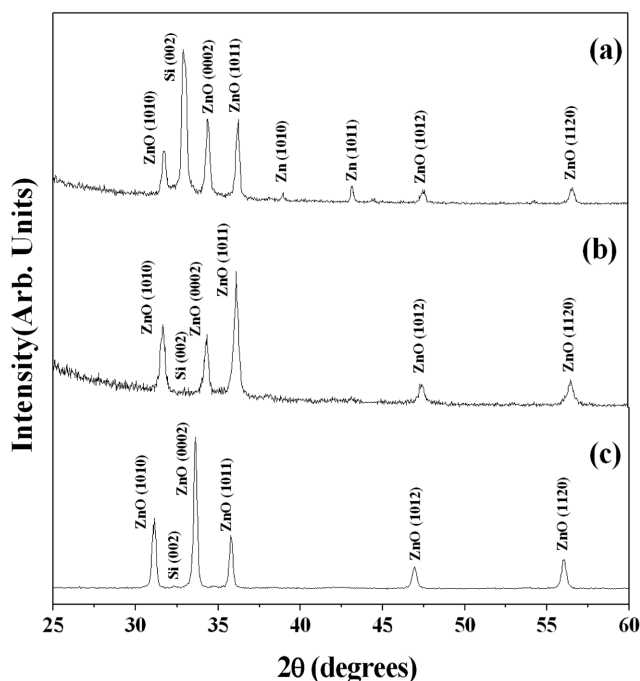 (a)
ZnO (1010)
Si (002)
ZnO (0002)
ZnO (1011)
Zn (1010)
Zn (1011)
ZnO (1012)
ZnO (1120)
(b)
ZnO (1010)
Si (002)
ZnO (0002)
ZnO (1011)
ZnO (1012)
ZnO (1120)
(c)
ZnO (1010)
Si (002)
ZnO (0002)
ZnO (1011)
ZnO (1012)
ZnO (1120)
Intensity(Arb. Units)
25 30 35 40 45 50 55 60
2θ (degrees)